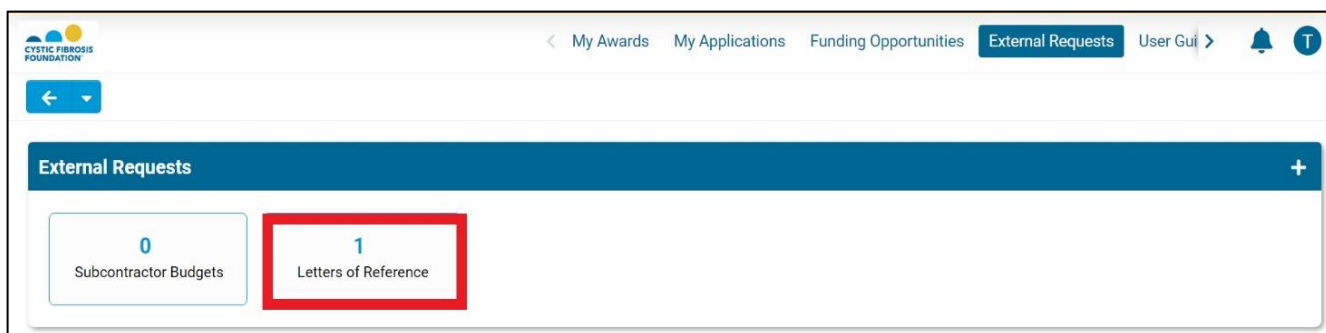 CYSTIC FIBROSIS
FOUNDATION
My Awards My Applications Funding Opportunities External Requests User Gui
T
External Requests
0
Subcontractor Budgets
1
Letters of Reference